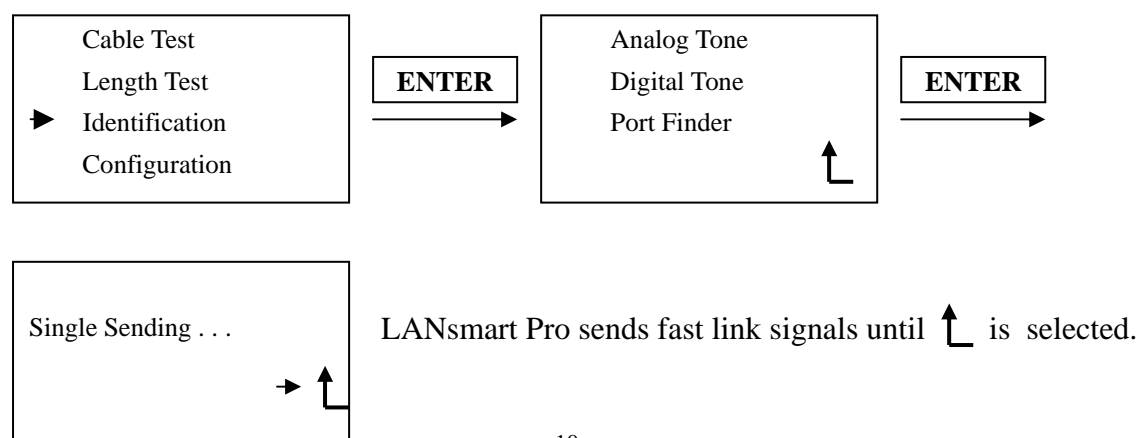 Cable Test
Length Test
Identification
Configuration
ENTER
Analog Tone
Digital Tone
Port Finder
ENTER
Single Sending . . .
LANsmart Pro sends fast link signals until is selected.